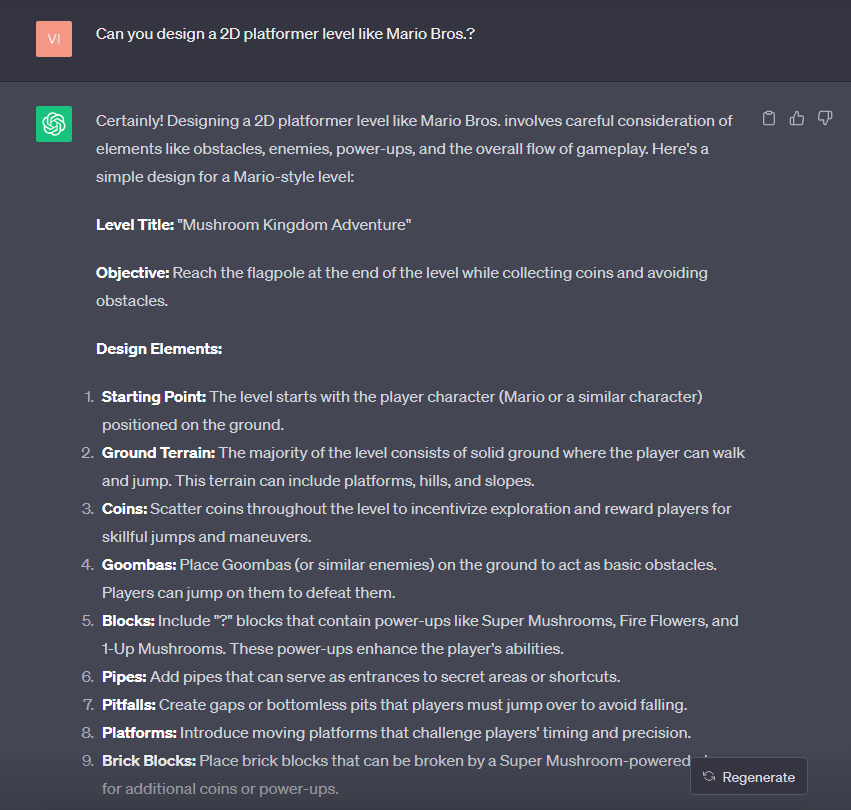 VI
Can you design a 2D platformer level like Mario Bros.?
Certainly! Designing a 2D platformer level like Mario Bros. involves careful consideration of
elements like obstacles, enemies, power-ups, and the overall flow of gameplay. Here's a
simple design for a Mario-style level:
Level Title: "Mushroom Kingdom Adventure"
Objective: Reach the flagpole at the end of the level while collecting coins and avoiding
obstacles.
Design Elements:
1. Starting Point: The level starts with the player character (Mario or a similar character)
positioned on the ground.
2. Ground Terrain: The majority of the level consists of solid ground where the player can walk
and jump. This terrain can include platforms, hills, and slopes.
3. Coins: Scatter coins throughout the level to incentivize exploration and reward players for
skillful jumps and maneuvers.
4. Goombas: Place Goombas (or similar enemies) on the ground to act as basic obstacles.
Players can jump on them to defeat them.
5. Blocks: Include "?" blocks that contain power-ups like Super Mushrooms, Fire Flowers, and
1-Up Mushrooms. These power-ups enhance the player's abilities.
6. Pipes: Add pipes that can serve as entrances to secret areas or shortcuts.
7. Pitfalls: Create gaps or bottomless pits that players must jump over to avoid falling.
8. Platforms: Introduce moving platforms that challenge players' timing and precision.
9. Brick Blocks: Place brick blocks that can be broken by a Super Mushroom-powered
for additional coins or power-ups.
Regenerate